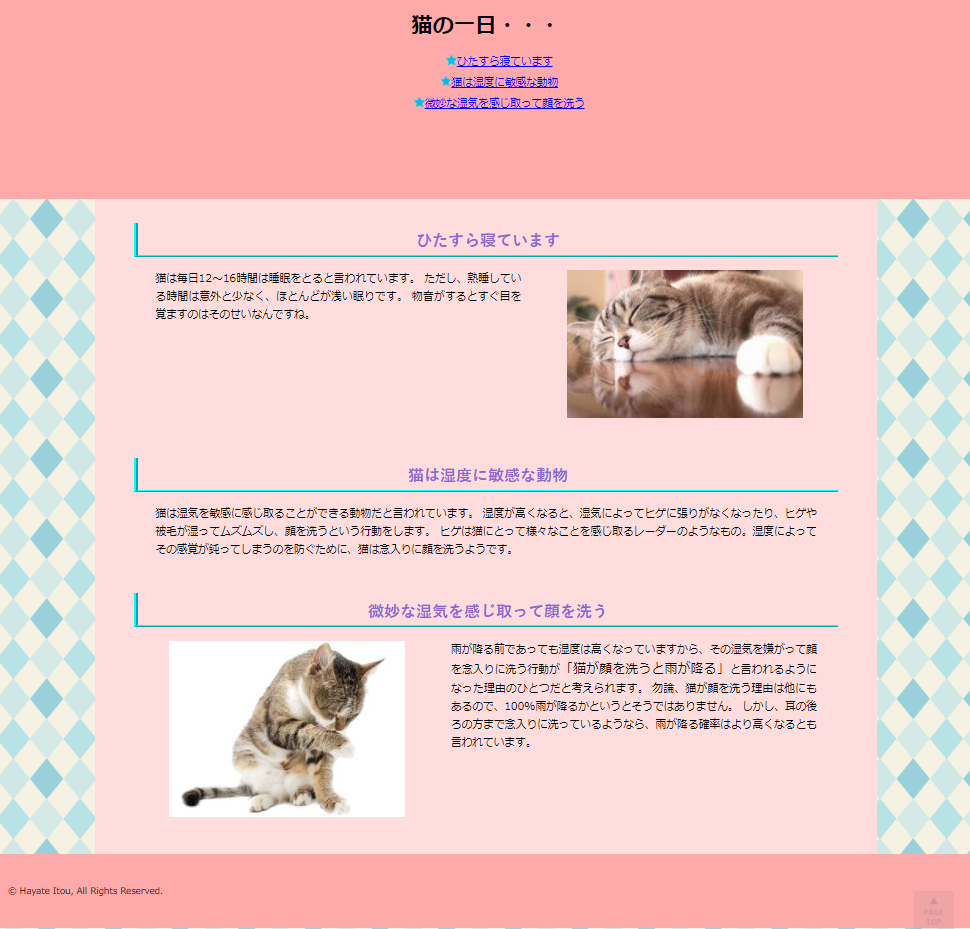 猫の一日・・・
★ひたすら寝ています
★猫は湿度に敏感な動物
★微妙な湿気を感じ取って顔を洗う
ひたすら寝ています
猫は毎日12～16時間は睡眠をとると言われています。 ただし、熟睡してい
る時間は意外と少なく、ほとんどが浅い眠りです。 物音がするとすぐ目を
覚ますのはそのせいなんですね。
猫は湿度に敏感な動物
猫は湿気を敏感に感じ取ることができる動物だと言われています。 湿度が高くなると、湿気によってヒゲに張りがなくなったり、ヒゲや
被毛が湿ってムズムズし、顔を洗うという行動をします。 ヒゲは猫にとって様々なことを感じ取るレーダーのようなもの。湿度によって
その感覚が鈍ってしまうのを防ぐために、猫は念入りに顔を洗うようです。
微妙な湿気を感じ取って顔を洗う
雨が降る前であっても湿度は高くなっていますから、その湿気を嫌がって顔
を念入りに洗う行動が「猫が顔を洗うと雨が降る」と言われるように
なった理由のひとつだと考えられます。 勿論、猫が顔を洗う理由は他にも
あるので、100%雨が降るかというとそうではありません。 しかし、耳の後
ろの方まで念入りに洗っているようなら、雨が降る確率はより高くなるとも
言われています。
© Hayate Itou, All Rights Reserved.
▲
PAGE
TOP